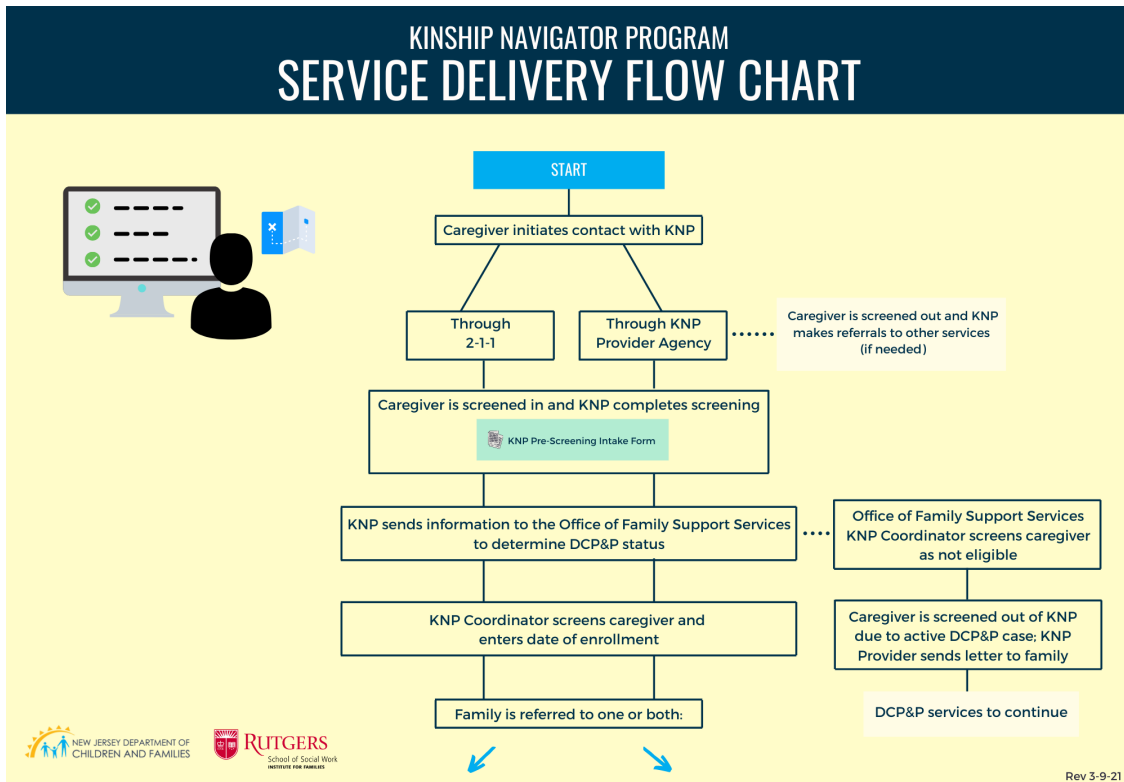 KINSHIP NAVIGATOR PROGRAM
SERVICE DELIVERY FLOW CHART
START
Caregiver initiates contact with KNP
Through
2-1-1
Through KNP
Provider Agency
Caregiver is screened out and KNP
makes referrals to other services
(if needed)
Caregiver is screened in and KNP completes screening
KNP Pre-Screening Intake Form
KNP sends information to the Office of Family Support Services
to determine DCP&P status
Office of Family Support Services
KNP Coordinator screens caregiver
as not eligible
KNP Coordinator screens caregiver and
enters date of enrollment
Caregiver is screened out of KNP
due to active DCP&P case; KNP
Provider sends letter to family
Family is referred to one or both:
DCP&P services to continue
NEW JERSEY DEPARTMENT OF
CHILDREN AND FAMILIES
RUTGERS
School of Social Work
INSTITUTE FOR FAMILIES
Rev 3-9-21